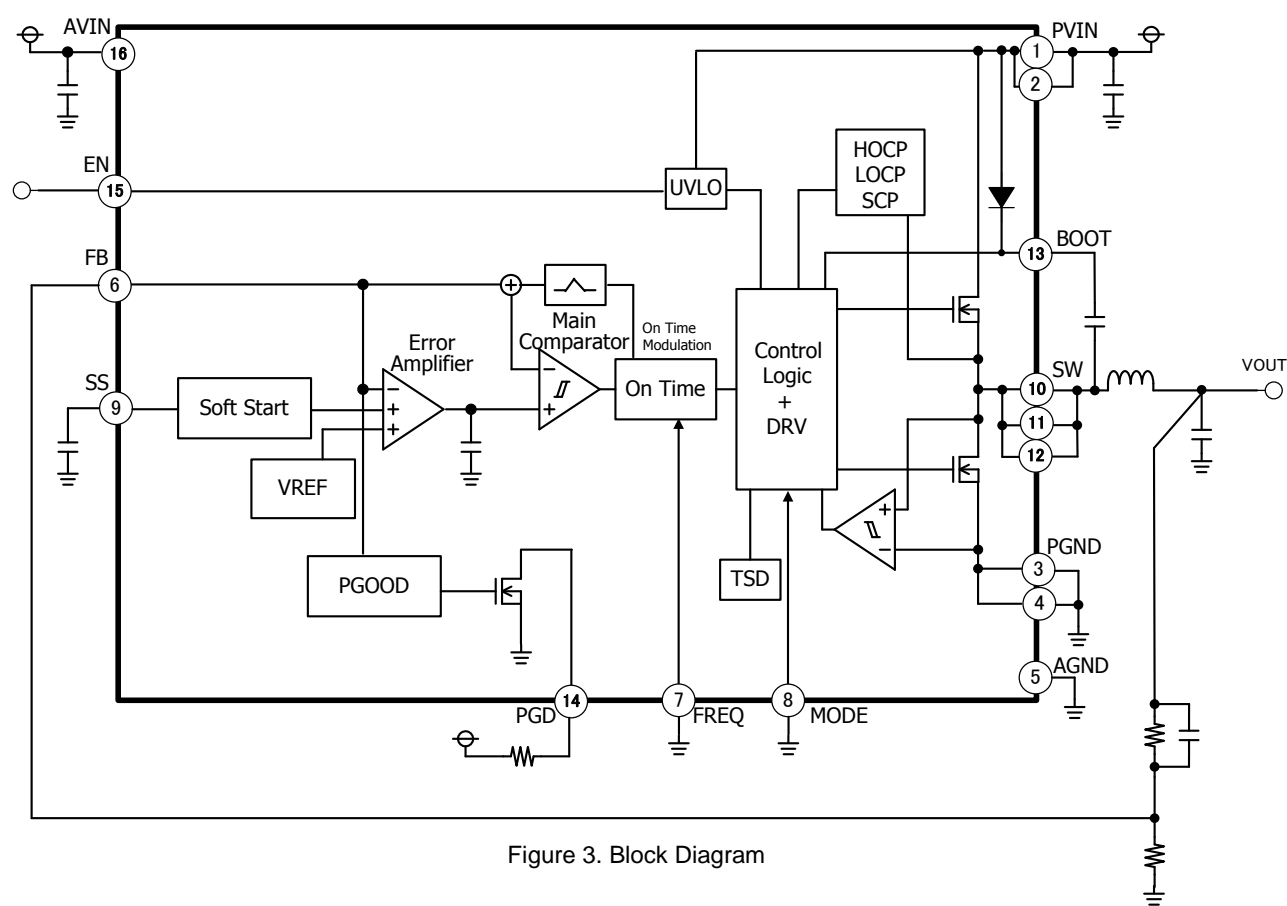 AVIN
16
PVIN
1
2
EN
15
UVLO
HOCP
LOCP
SCP
BOOT
13
FB
6
+
Main
Comparator
On Time
Modulation
Error
Amplifier
SS
9
Soft Start
−
+
+
−
+
On Time
Control
Logic
+
DRV
SW
10
11
12
VOUT
VREF
+
−
PGOOD
TSD
PGND
3
4
AGND
5
PGD
14
7
FREQ
8
MODE
Figure 3. Block Diagram